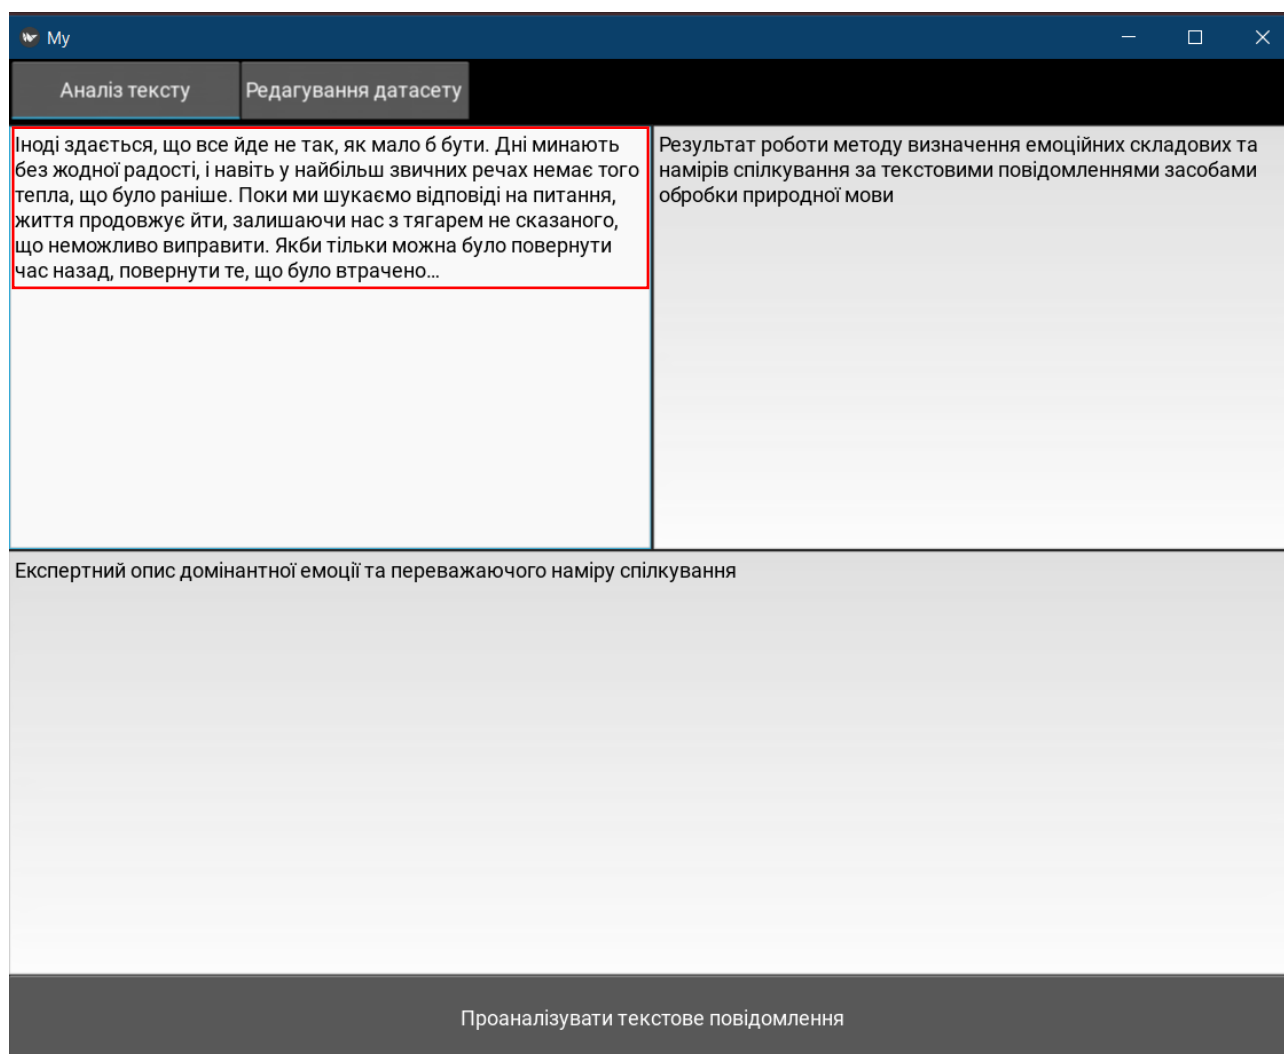 My
Аналіз тексту
Редагування датасету
Іноді здається, що все йде не так, як мало б бути. Дні минають
без жодної радості, і навіть у найбільш звичних речах немає того
тепла, що було раніше. Поки ми шукаємо відповіді на питання,
життя продовжує йти, залишаючи нас з тягарем не сказаного,
що неможливо виправити. Якби тільки можна було повернути
час назад, повернути те, що було втрачено…
Результат роботи методу визначення емоційних складових та
намірів спілкування за текстовими повідомленнями засобами
обробки природної мови
Експертний опис домінантної емоції та переважаючого наміру спілкування
Проаналізувати текстове повідомлення